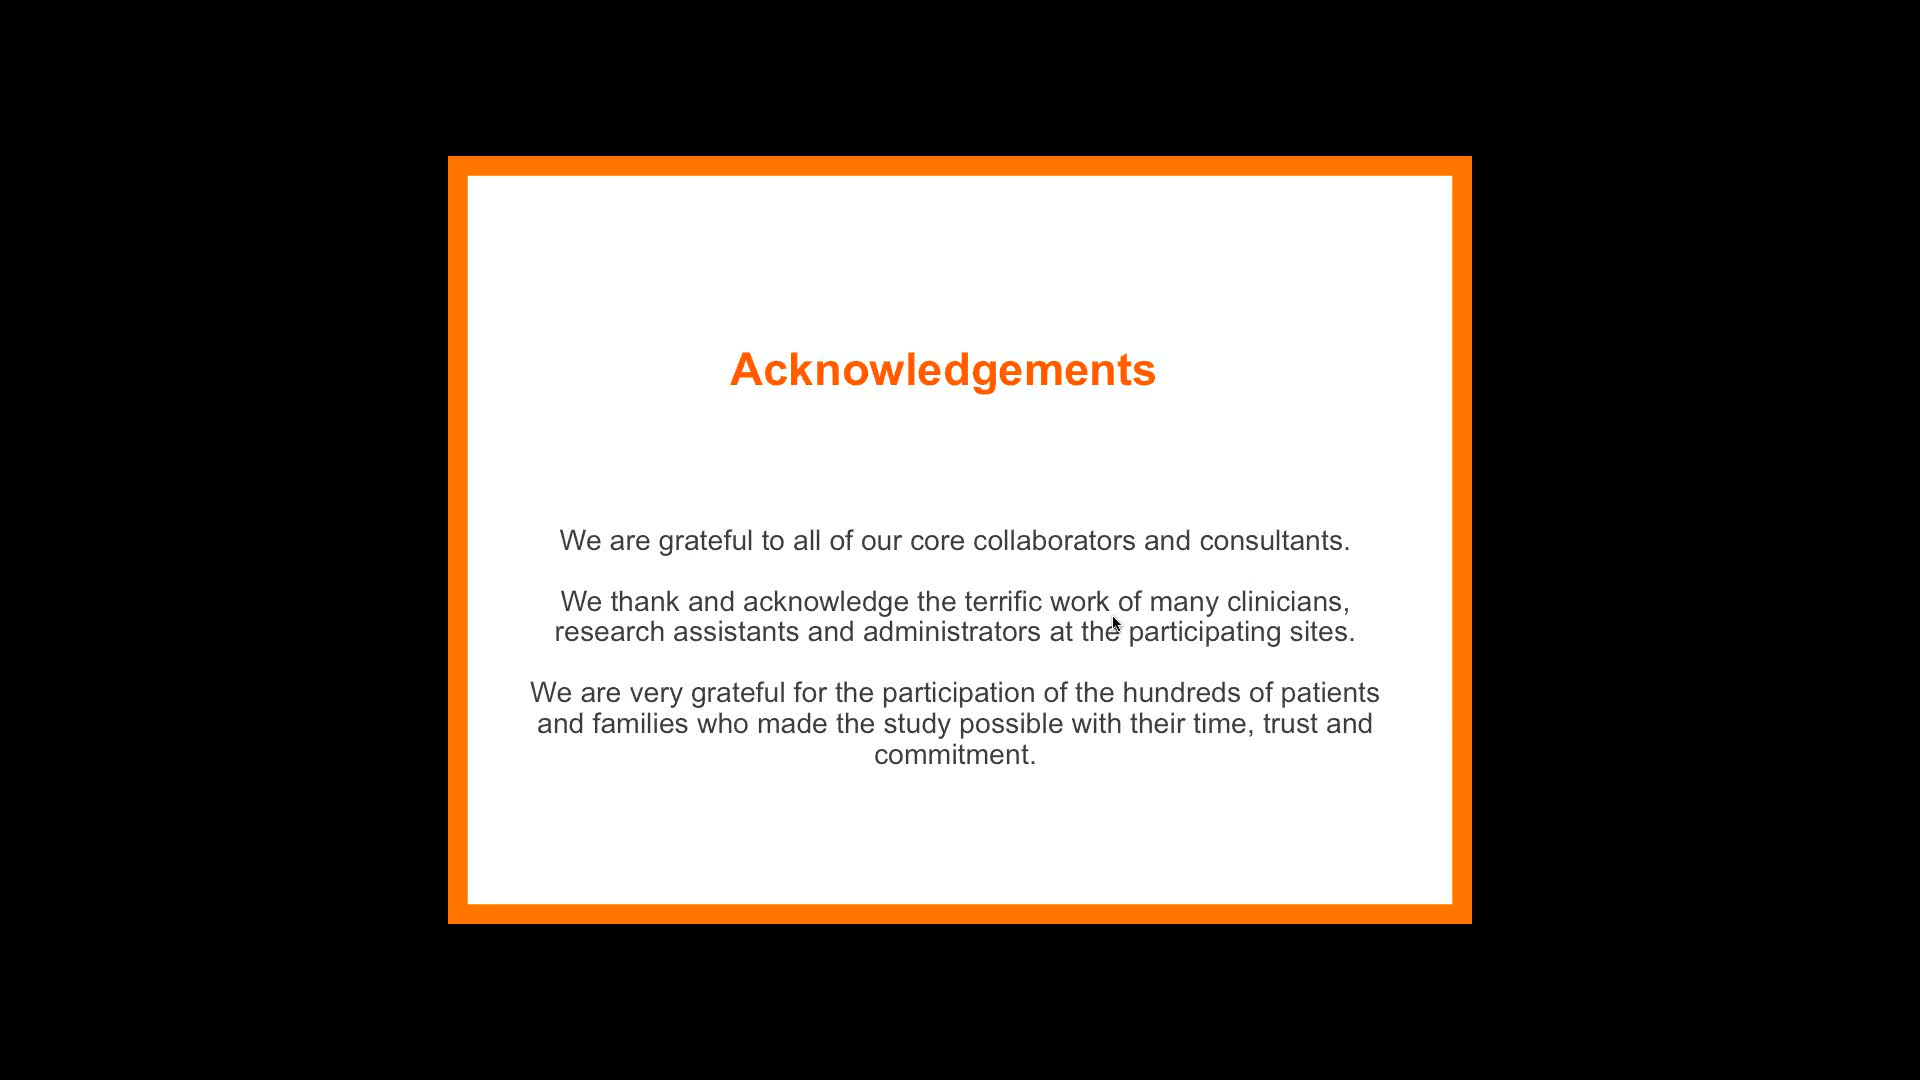 Acknowledgements
We are grateful to all of our core collaborators and consultants.
We thank and acknowledge the terrific work of many clinicians,
research assistants and administrators at the participating sites.
We are very grateful for the participation of the hundreds of patients
and families who made the study possible with their time, trust and
commitment.